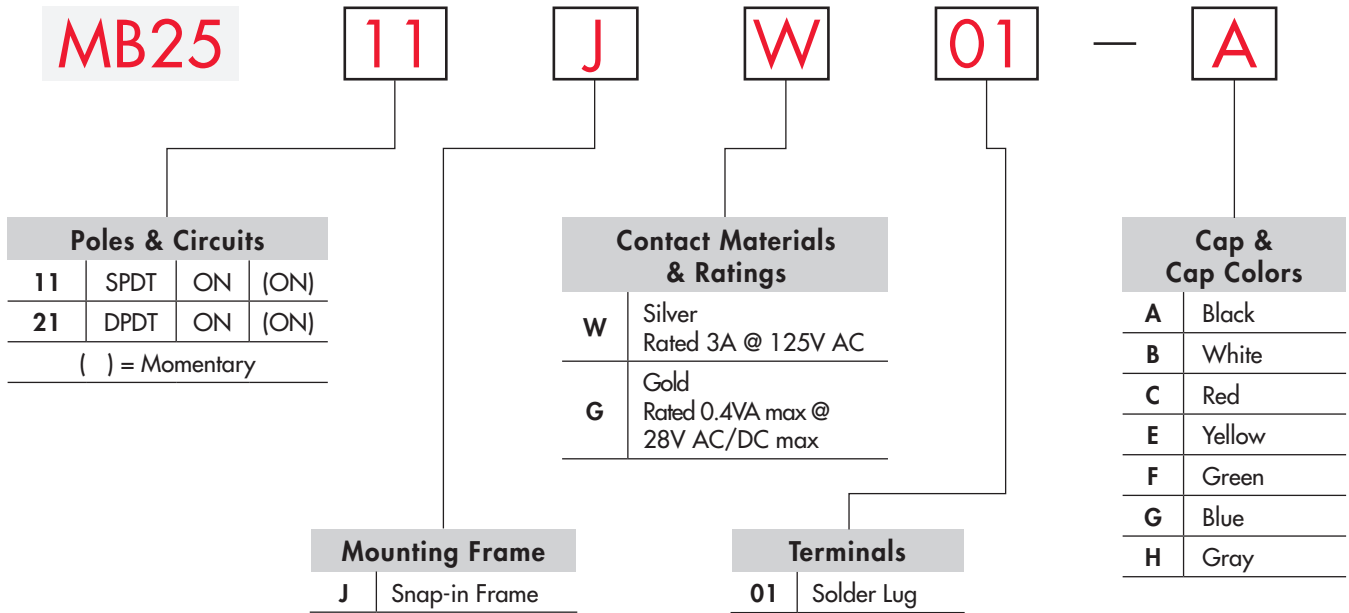 MB25 11 J W 01 — A
Poles & Circuits
11 SPDT ON (ON)
21 DPDT ON (ON)
( ) = Momentary
Contact Materials
& Ratings
W Silver
Rated 3A @ 125V AC
G Gold
Rated 0.4VA max @
28V AC/DC max
Cap &
Cap Colors
A Black
B White
C Red
E Yellow
F Green
G Blue
H Gray
Mounting Frame
J Snap-in Frame
Terminals
01 Solder Lug